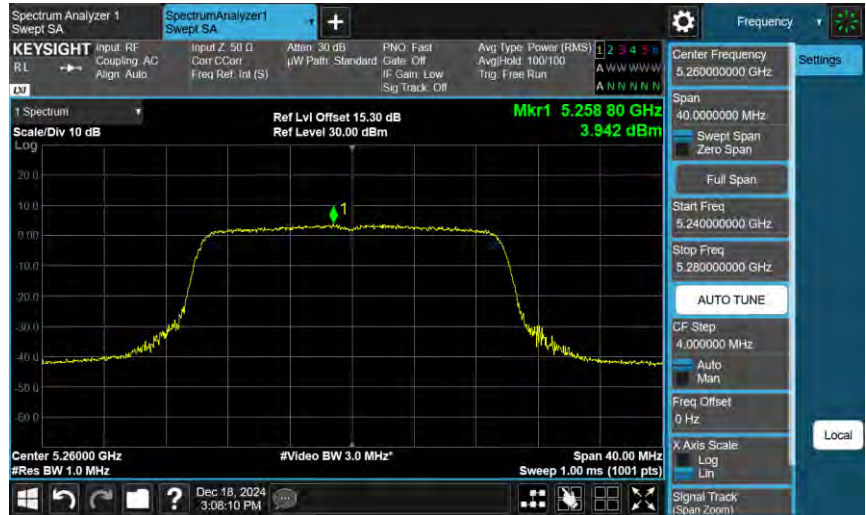 Spectrum Analyzer 1
Swept SA
SpectrumAnalyzer1
Swept SA
Frequency
KEYSIGHT
RL
LXI
Input: RF
Coupling: AC
Align: Auto
Input Z: 50 Ω
Corr CCorr
Freq Ref: Int (S)
Atten: 30 dB
µW Path: Standard
PNO: Fast
Gate: Off
IF Gain: Low
Sig Track: Off
Avg Type: Power (RMS)
Avg|Hold: 100/100
Trig: Free Run
1 2 3 4 5 6
A W W W W W
A N N N N N
1 Spectrum
Scale/Div 10 dB
Log
Ref Lvl Offset 15.30 dB
Ref Level 30.00 dBm
Mkr1 5.258 80 GHz
3.942 dBm
20.0
10.0
0.00
-10.0
-20.0
-30.0
-40.0
-50.0
-60.0
1
Center 5.26000 GHz
#Res BW 1.0 MHz
#Video BW 3.0 MHz*
Span 40.00 MHz
Sweep 1.00 ms (1001 pts)
Dec 18, 2024
3:08:10 PM
Center Frequency
5.260000000 GHz
Span
40.0000000 MHz
Swept Span
Zero Span
Full Span
Start Freq
5.240000000 GHz
Stop Freq
5.280000000 GHz
AUTO TUNE
CF Step
4.000000 MHz
Auto
Man
Freq Offset
0 Hz
X Axis Scale
Log
Lin
Signal Track
(Span Zoom)
Settings
Local